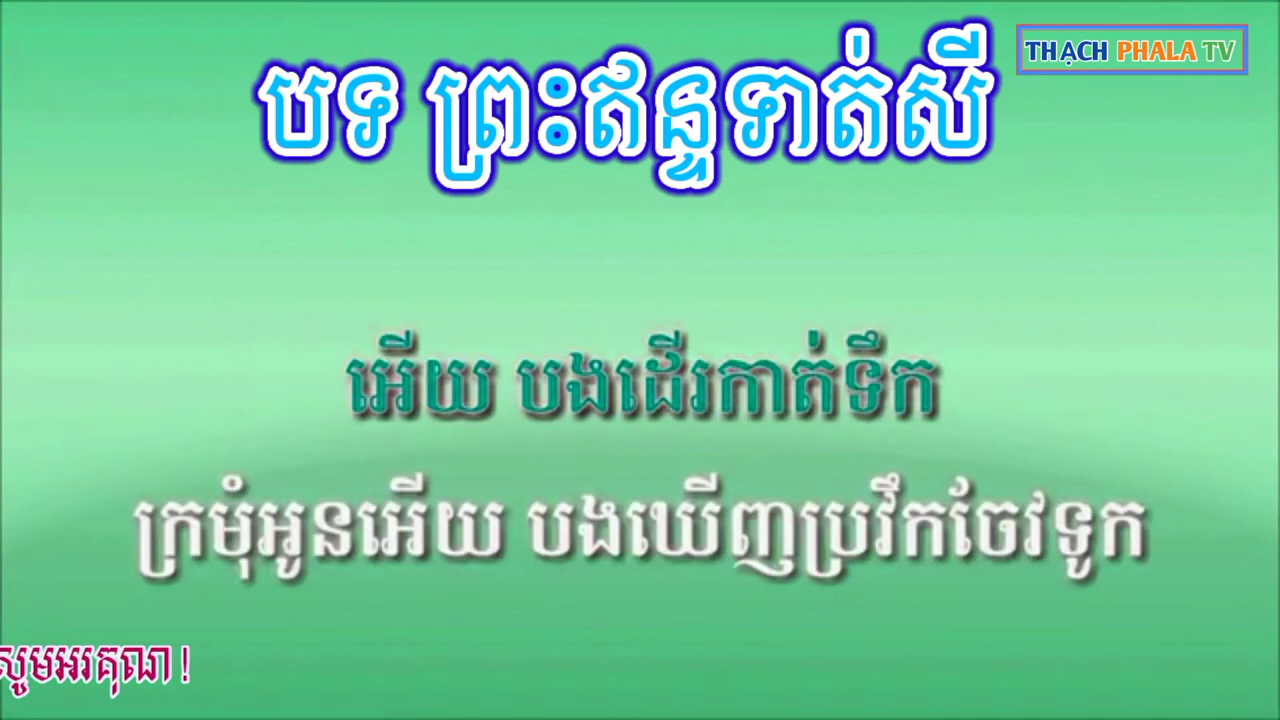 បទ ព្រះឥន្ទទាត់សី
THẠCH PHALA TV
អើយ បងដើរកាត់ទឹក
ក្រមុំអូនអើយ បងឃើញប្រវឹកចែវទូក
សូមអរគុណ!